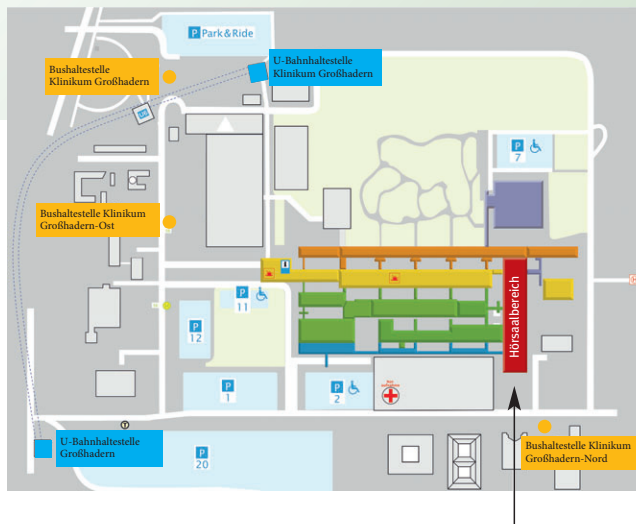 P Park&Ride
Bushaltestelle
Klinikum Großhadern
U-Bahnhaltestelle
Klinikum Großhadern
P
7
Bushaltestelle Klinikum
Großhadern-Ost
P
11
P
12
Hörsaalbereich
P
1
P
2
U-Bahnhaltestelle
Großhadern
P
20
Bushaltestelle Klinikum
Großhadern-Nord